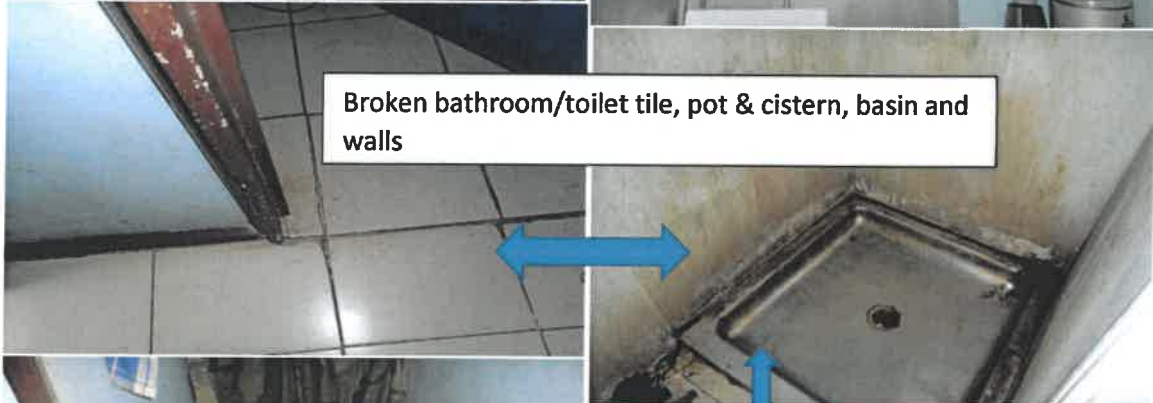 Broken bathroom/toilet tile, pot & cistern, basin and
walls